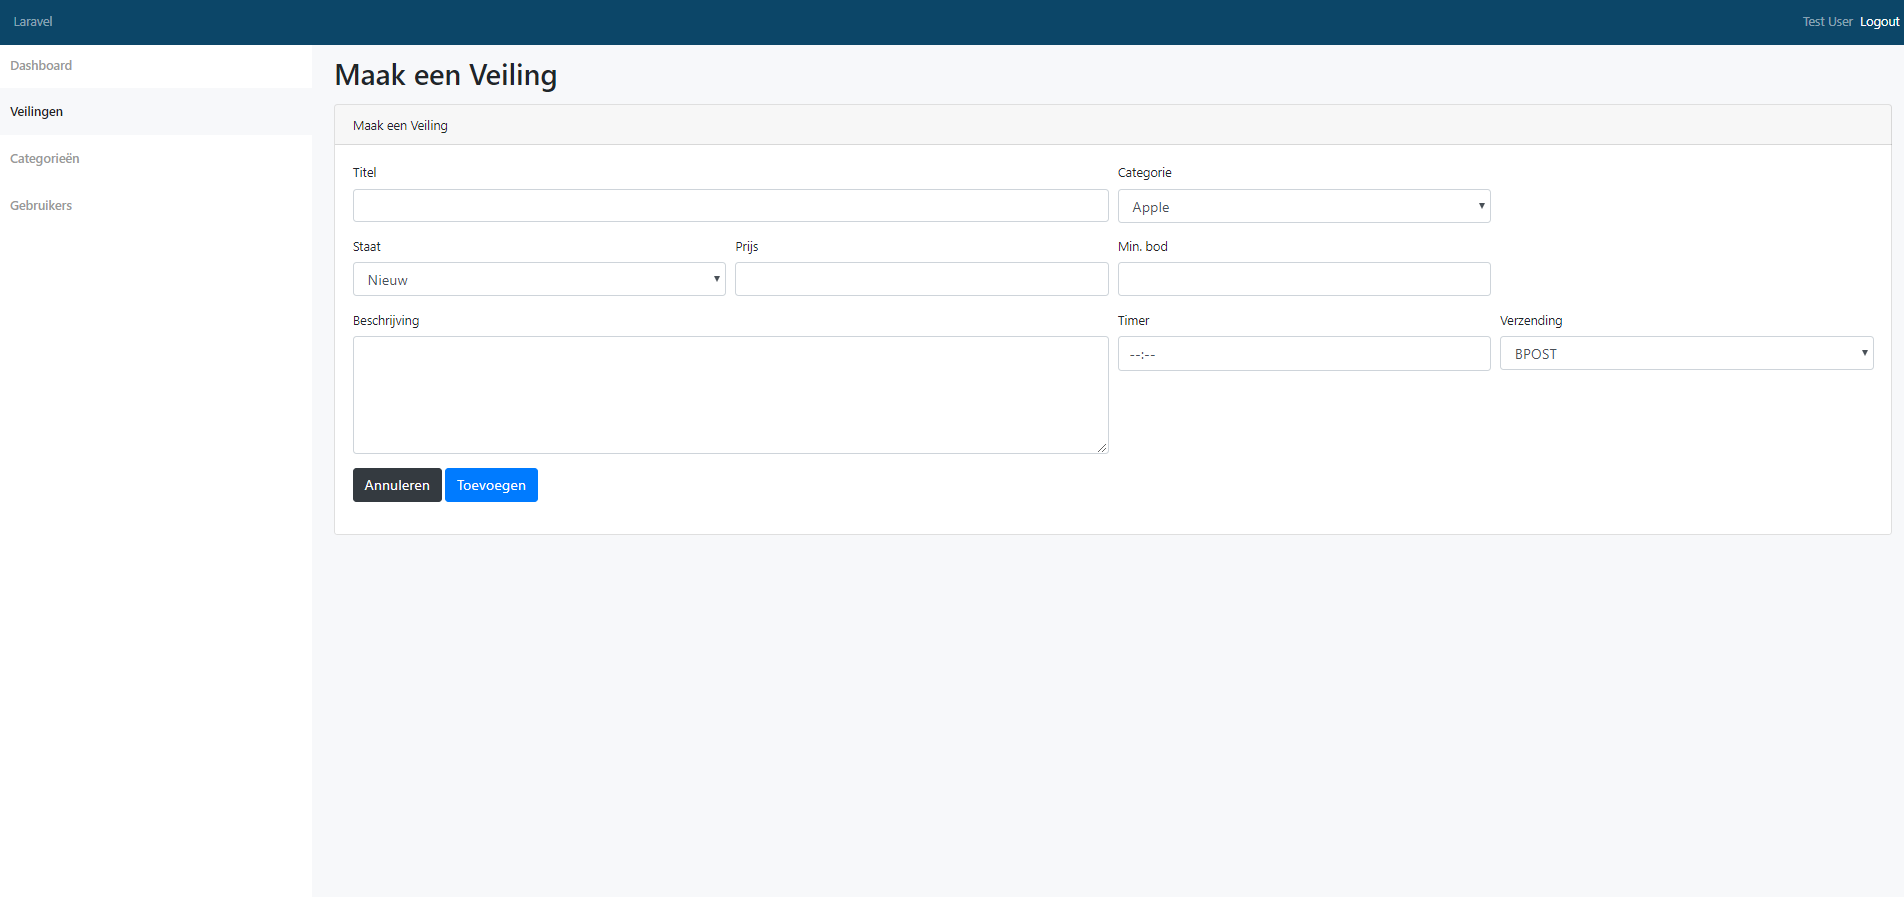 Laravel
Test User Logout
Dashboard
Veilingen
Categorieën
Gebruikers
Maak een Veiling
Maak een Veiling
Titel
Categorie
Apple
Staat
Prijs
Min. bod
Nieuw
Beschrijving
Timer
Verzending
--:--
BPOST
Annuleren
Toevoegen